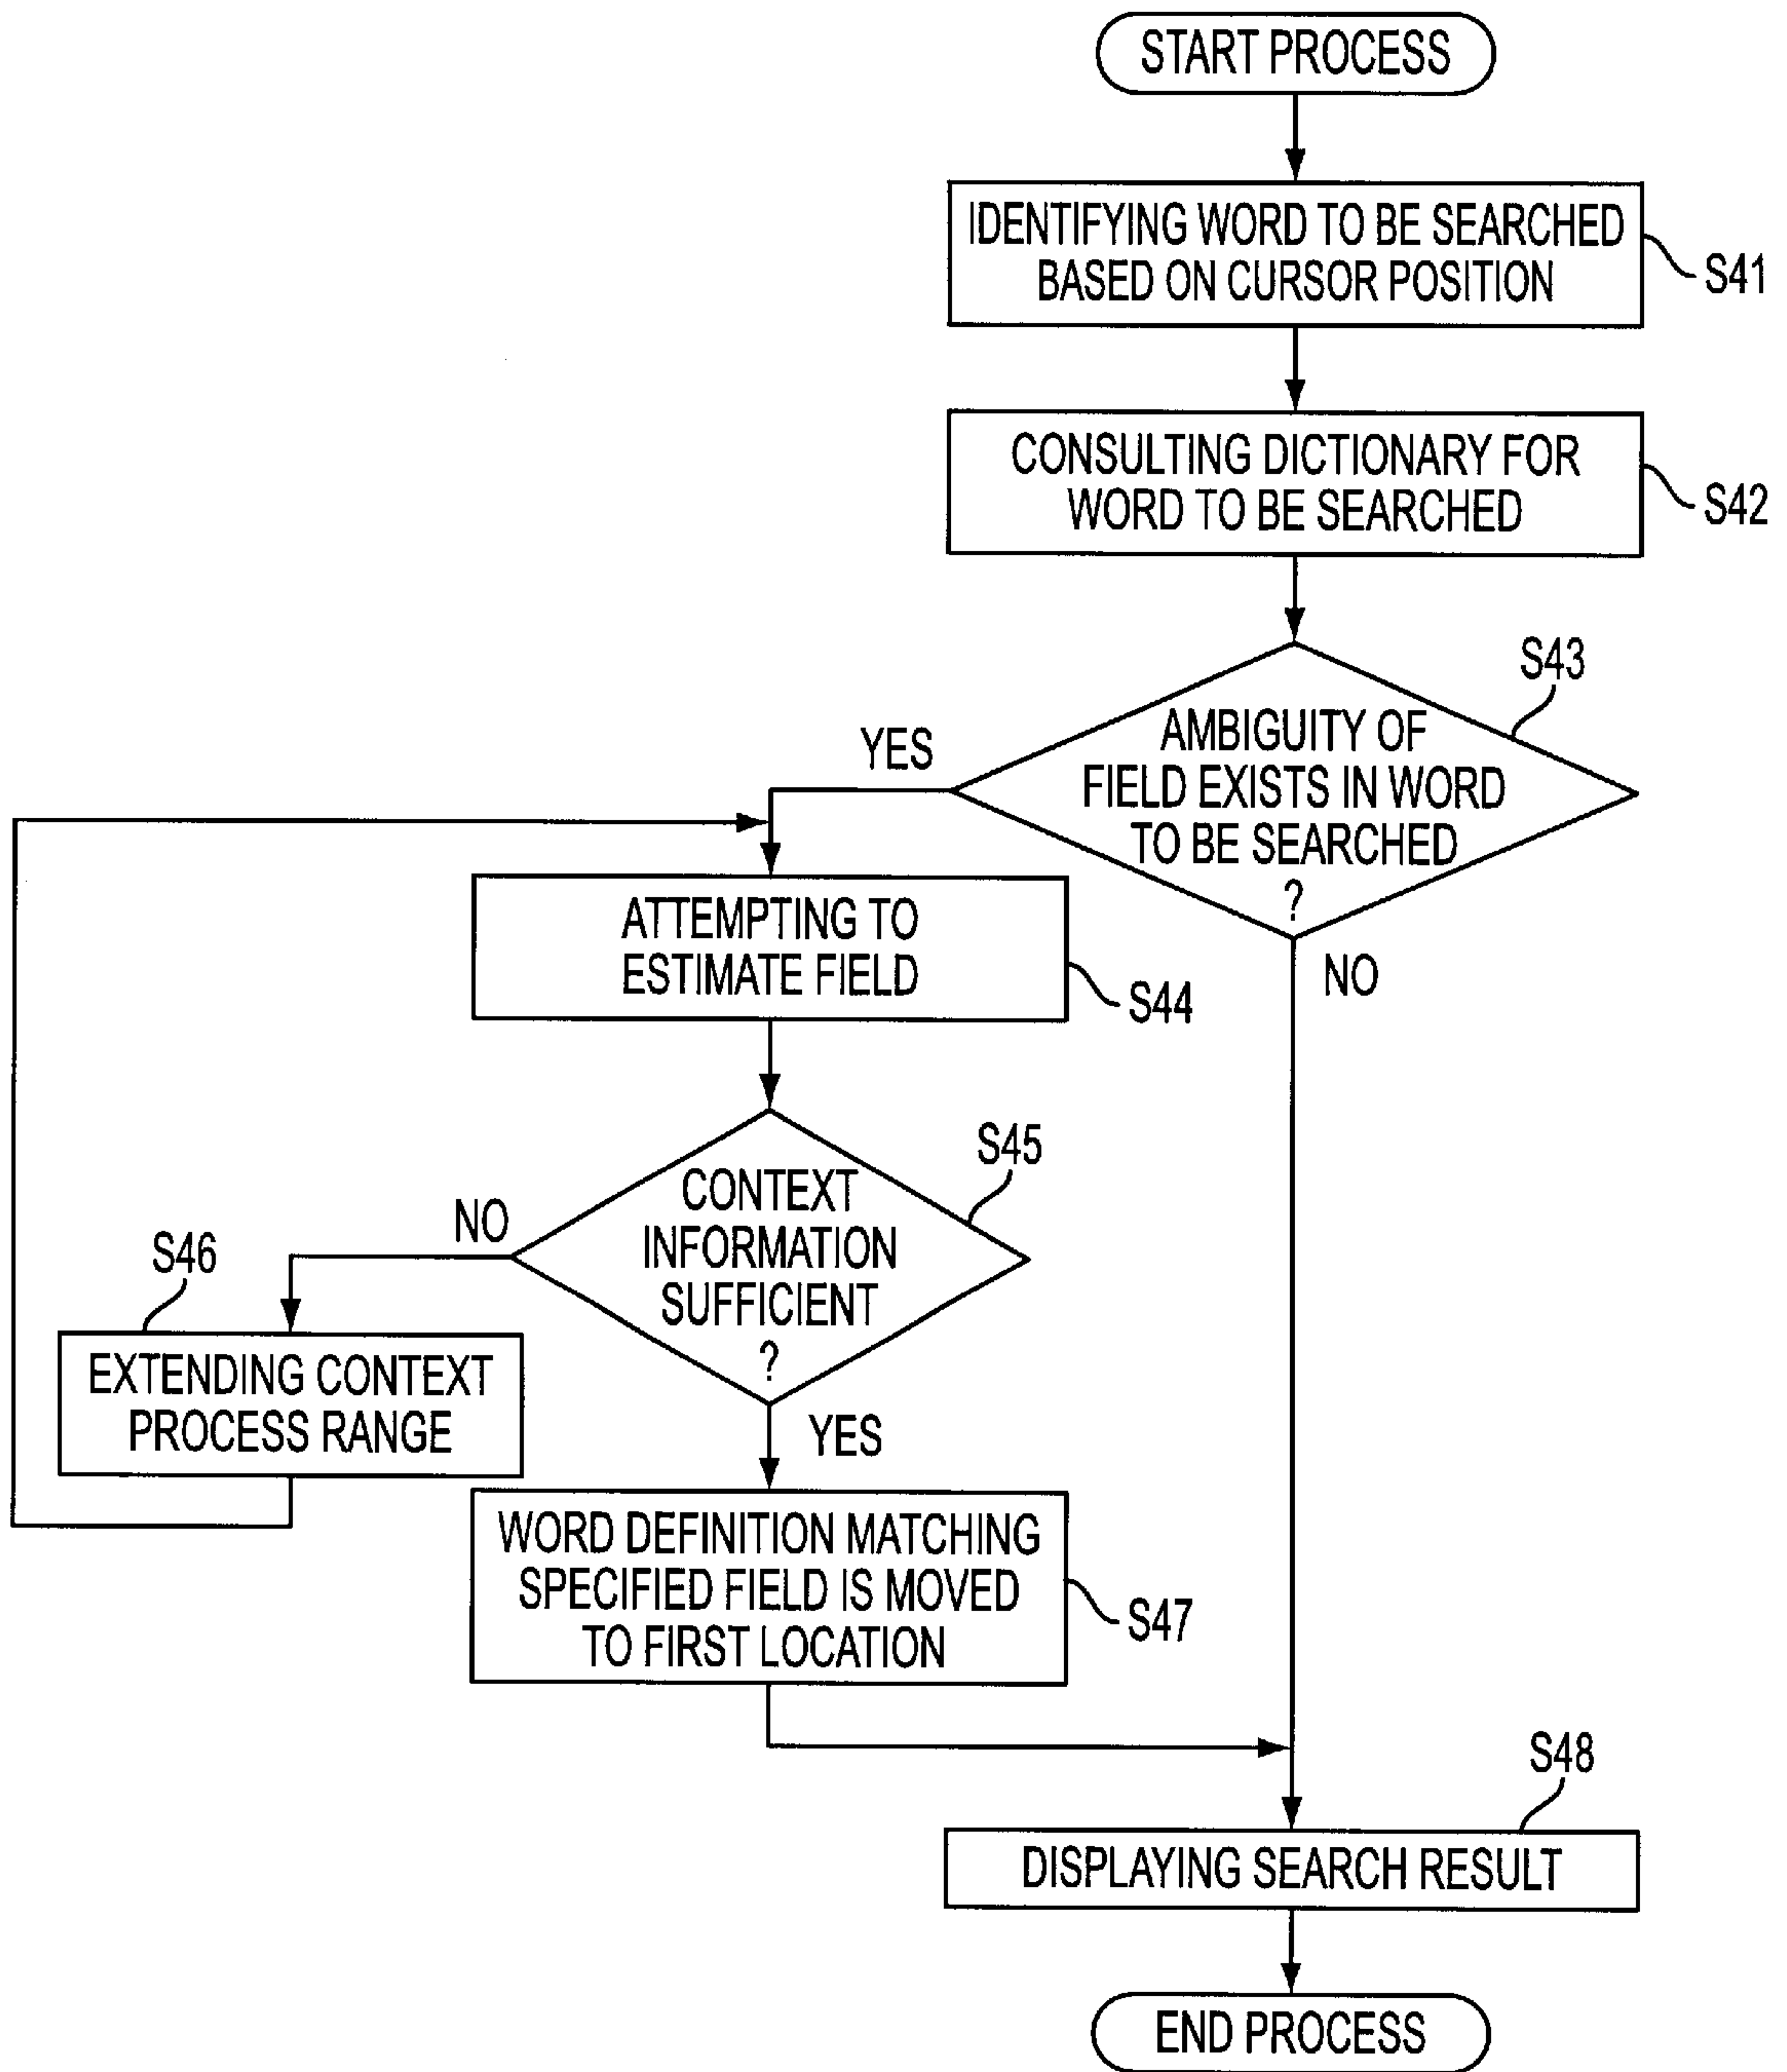 START PROCESS
IDENTIFYING WORD TO BE SEARCHED
BASED ON CURSOR POSITION
S41
CONSULTING DICTIONARY FOR
WORD TO BE SEARCHED
S42
S43
AMBIGUITY OF
FIELD EXISTS IN WORD
TO BE SEARCHED
?
YES
NO
ATTEMPTING TO
ESTIMATE FIELD
S44
S45
CONTEXT
INFORMATION
SUFFICIENT
?
NO
YES
S46
EXTENDING CONTEXT
PROCESS RANGE
WORD DEFINITION MATCHING
SPECIFIED FIELD IS MOVED
TO FIRST LOCATION
S47
S48
DISPLAYING SEARCH RESULT
END PROCESS